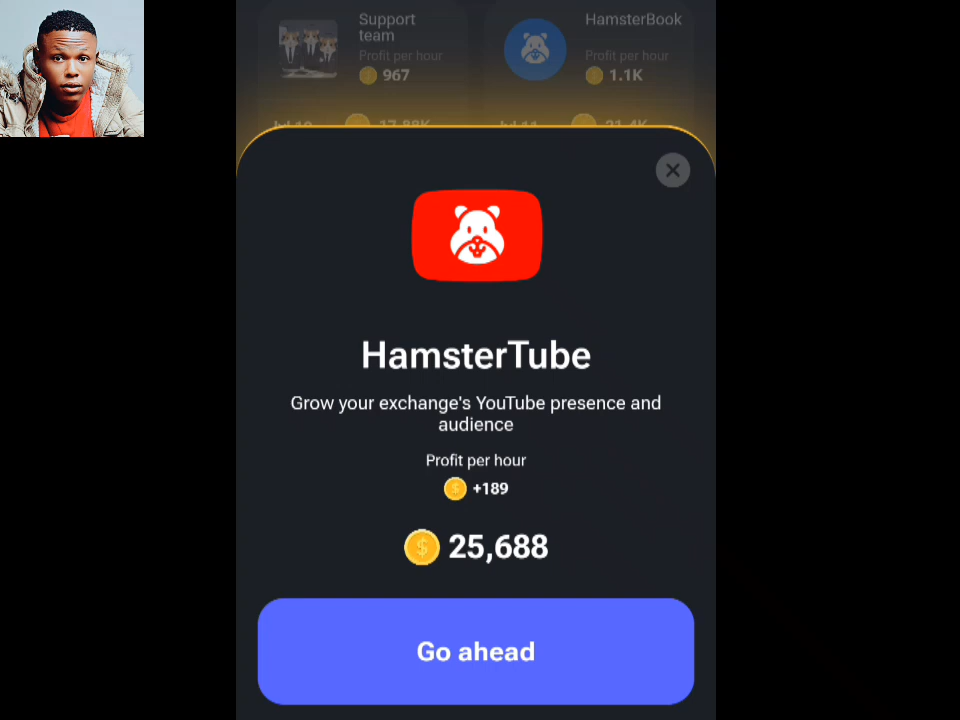 Support
team
Profit per hour
967
HamsterBook
Profit per hour
1.1K
HamsterTube
Grow your exchange's YouTube presence and
audience
Profit per hour
+189
25,688
Go ahead